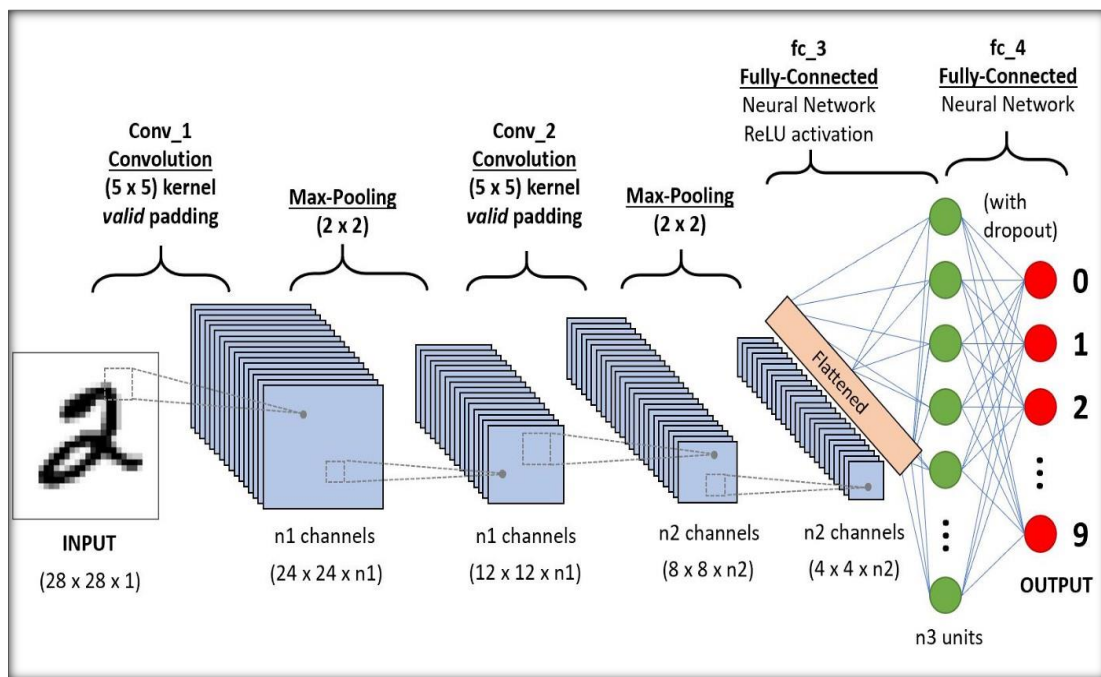 fc_3
Fully-Connected
Neural Network
ReLU activation
fc_4
Fully-Connected
Neural Network
Conv_1
Convolution
(5 x 5) kernel
valid padding
Max-Pooling
(2 x 2)
Conv_2
Convolution
(5 x 5) kernel
valid padding
Max-Pooling
(2 x 2)
(with
dropout)
2
Flattened
0
1
2
9
INPUT
(28 x 28 x 1)
n1 channels
(24 x 24 x n1)
n1 channels
(12 x 12 x n1)
n2 channels
(8 x 8 x n2)
n2 channels
(4 x 4 x n2)
OUTPUT
n3 units